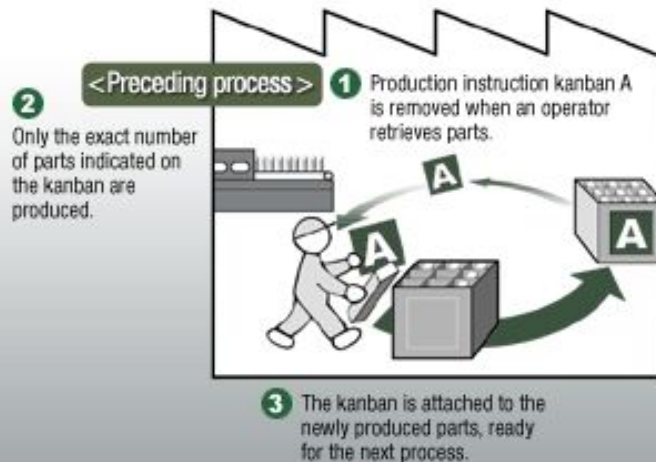 <Preceding process>
1 Production instruction kanban A
is removed when an operator
retrieves parts.
2
Only the exact number
of parts indicated on
the kanban are
produced.
A
A
A
3 The kanban is attached to the
newly produced parts, ready
for the next process.